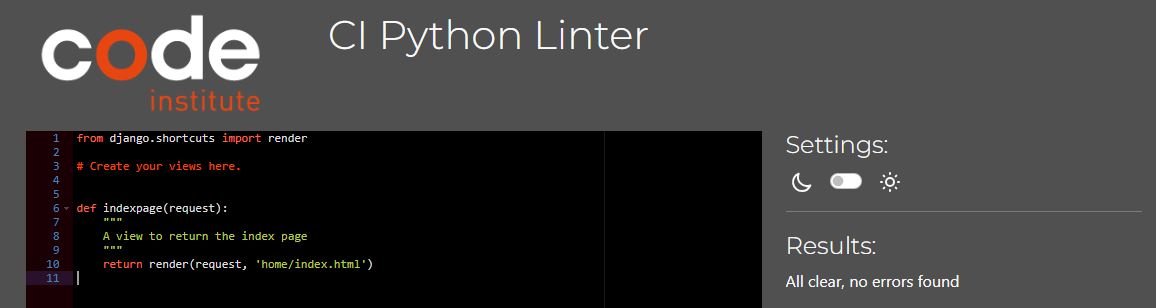 code
institute
CI Python Linter
1 from django.shortcuts import render
2
3 # Create your views here.
4
5
6 def indexpage(request):
7     """
8     A view to return the index page
9     """
10     return render(request, 'home/index.html')
11
Settings:
Results:
All clear, no errors found